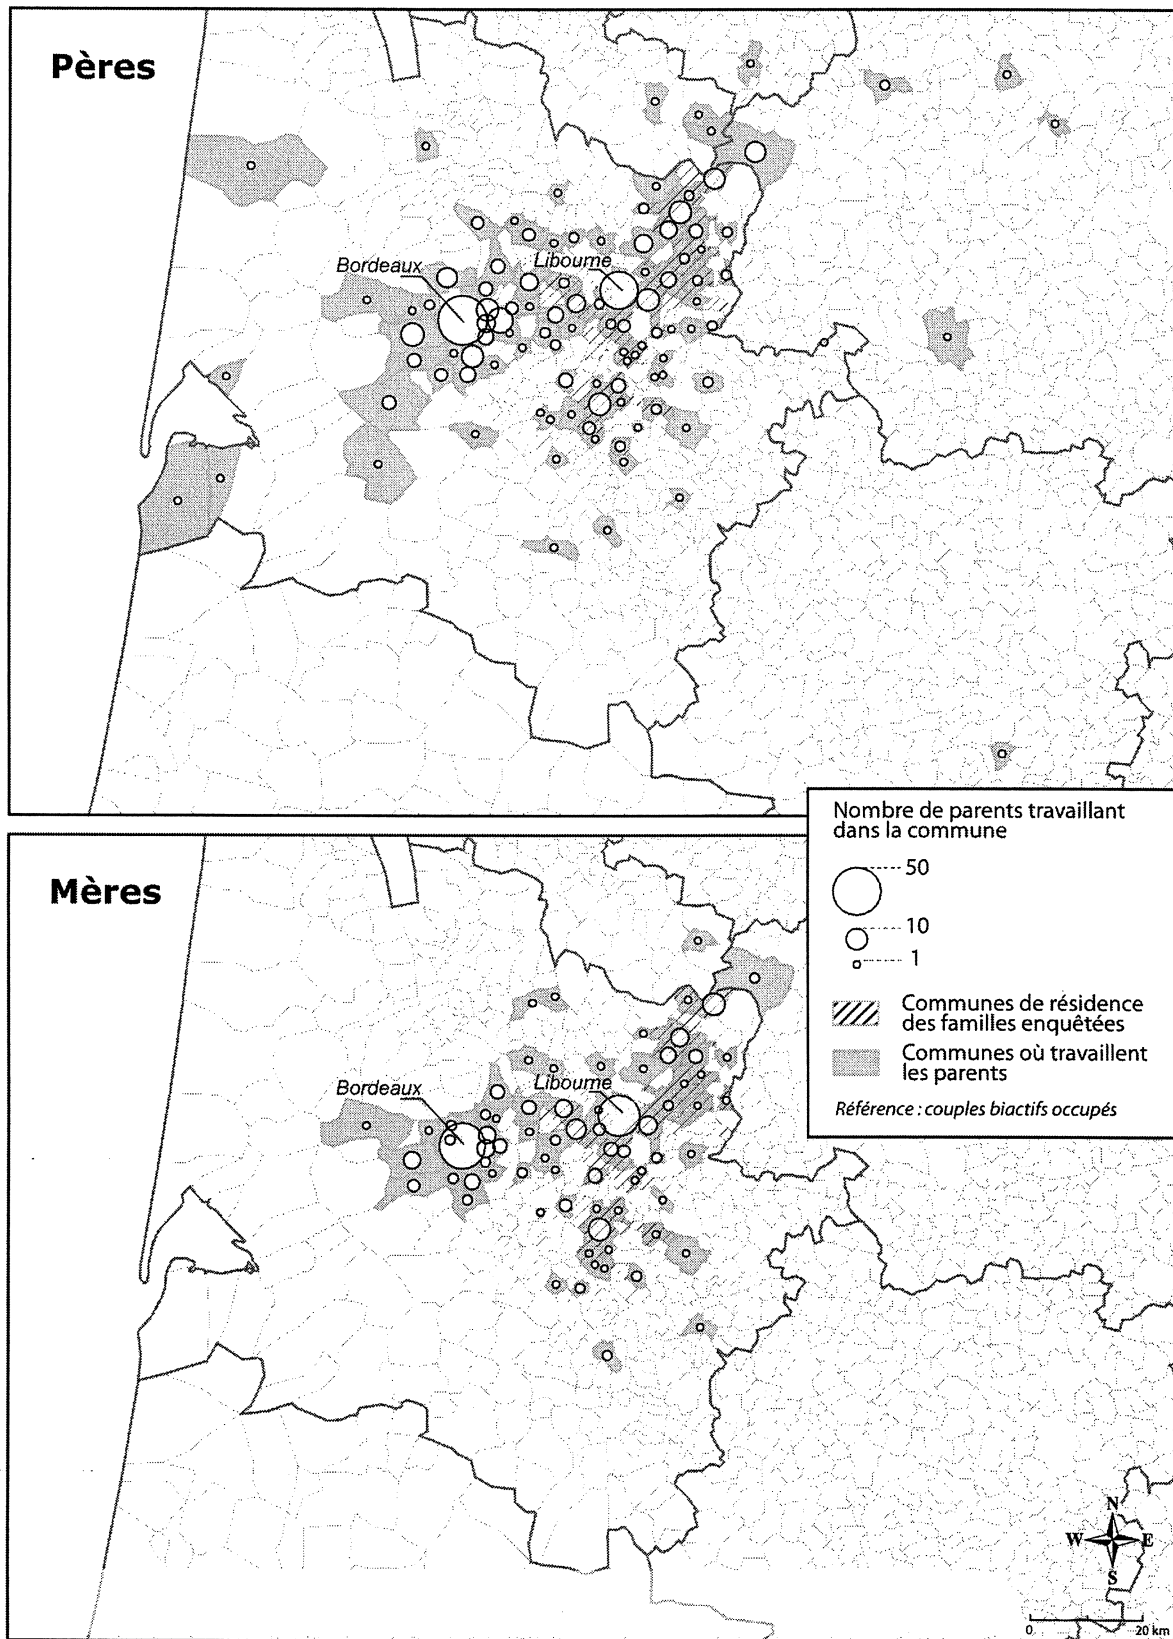 Pères
Bordeaux
Libourne
Nombre de parents travaillant
dans la commune
50
10
1
Communes de résidence
des familles enquêtées
Communes où travaillent
les parents
Référence : couples biactifs occupés
Mères
Bordeaux
Libourne
N
W
E
S
0
20 km